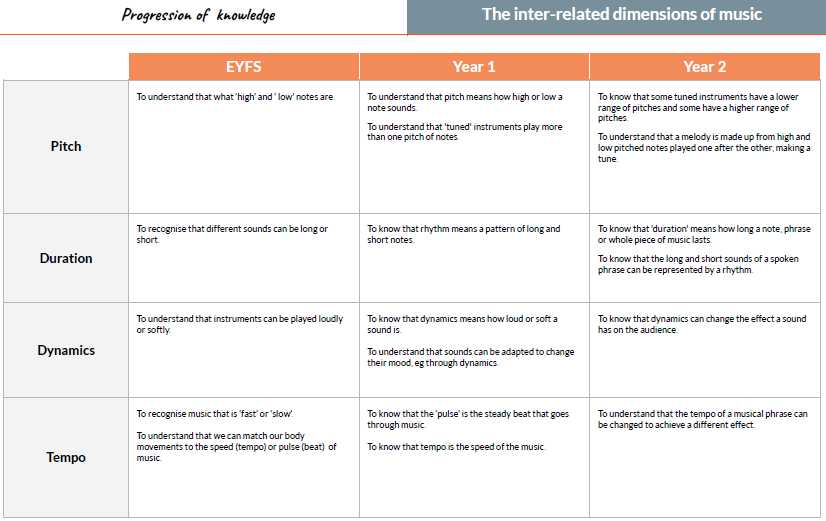 Progression of knowledge
The inter-related dimensions of music
EYFS
Year 1
Year 2
Pitch
To understand that what 'high' and ' low' notes are.
To understand that pitch means how high or low a
note sounds.
To understand that 'tuned' instruments play more
than one pitch of notes.
To know that some tuned instruments have a lower
range of pitches and some have a higher range of
pitches.
To understand that a melody is made up from high and
low pitched notes played one after the other, making a
tune.
Duration
To recognise that different sounds can be long or
short.
To know that rhythm means a pattern of long and
short notes.
To know that 'duration' means how long a note, phrase
or whole piece of music lasts.
To know that the long and short sounds of a spoken
phrase can be represented by a rhythm.
Dynamics
To understand that instruments can be played loudly
or softly.
To know that dynamics means how loud or soft a
sound is.
To understand that sounds can be adapted to change
their mood, eg through dynamics.
To know that dynamics can change the effect a sound
has on the audience.
Tempo
To recognise music that is 'fast' or 'slow'.
To understand that we can match our body
movements to the speed (tempo) or pulse (beat) of
music.
To know that the 'pulse' is the steady beat that goes
through music.
To know that tempo is the speed of the music.
To understand that the tempo of a musical phrase can
be changed to achieve a different effect.